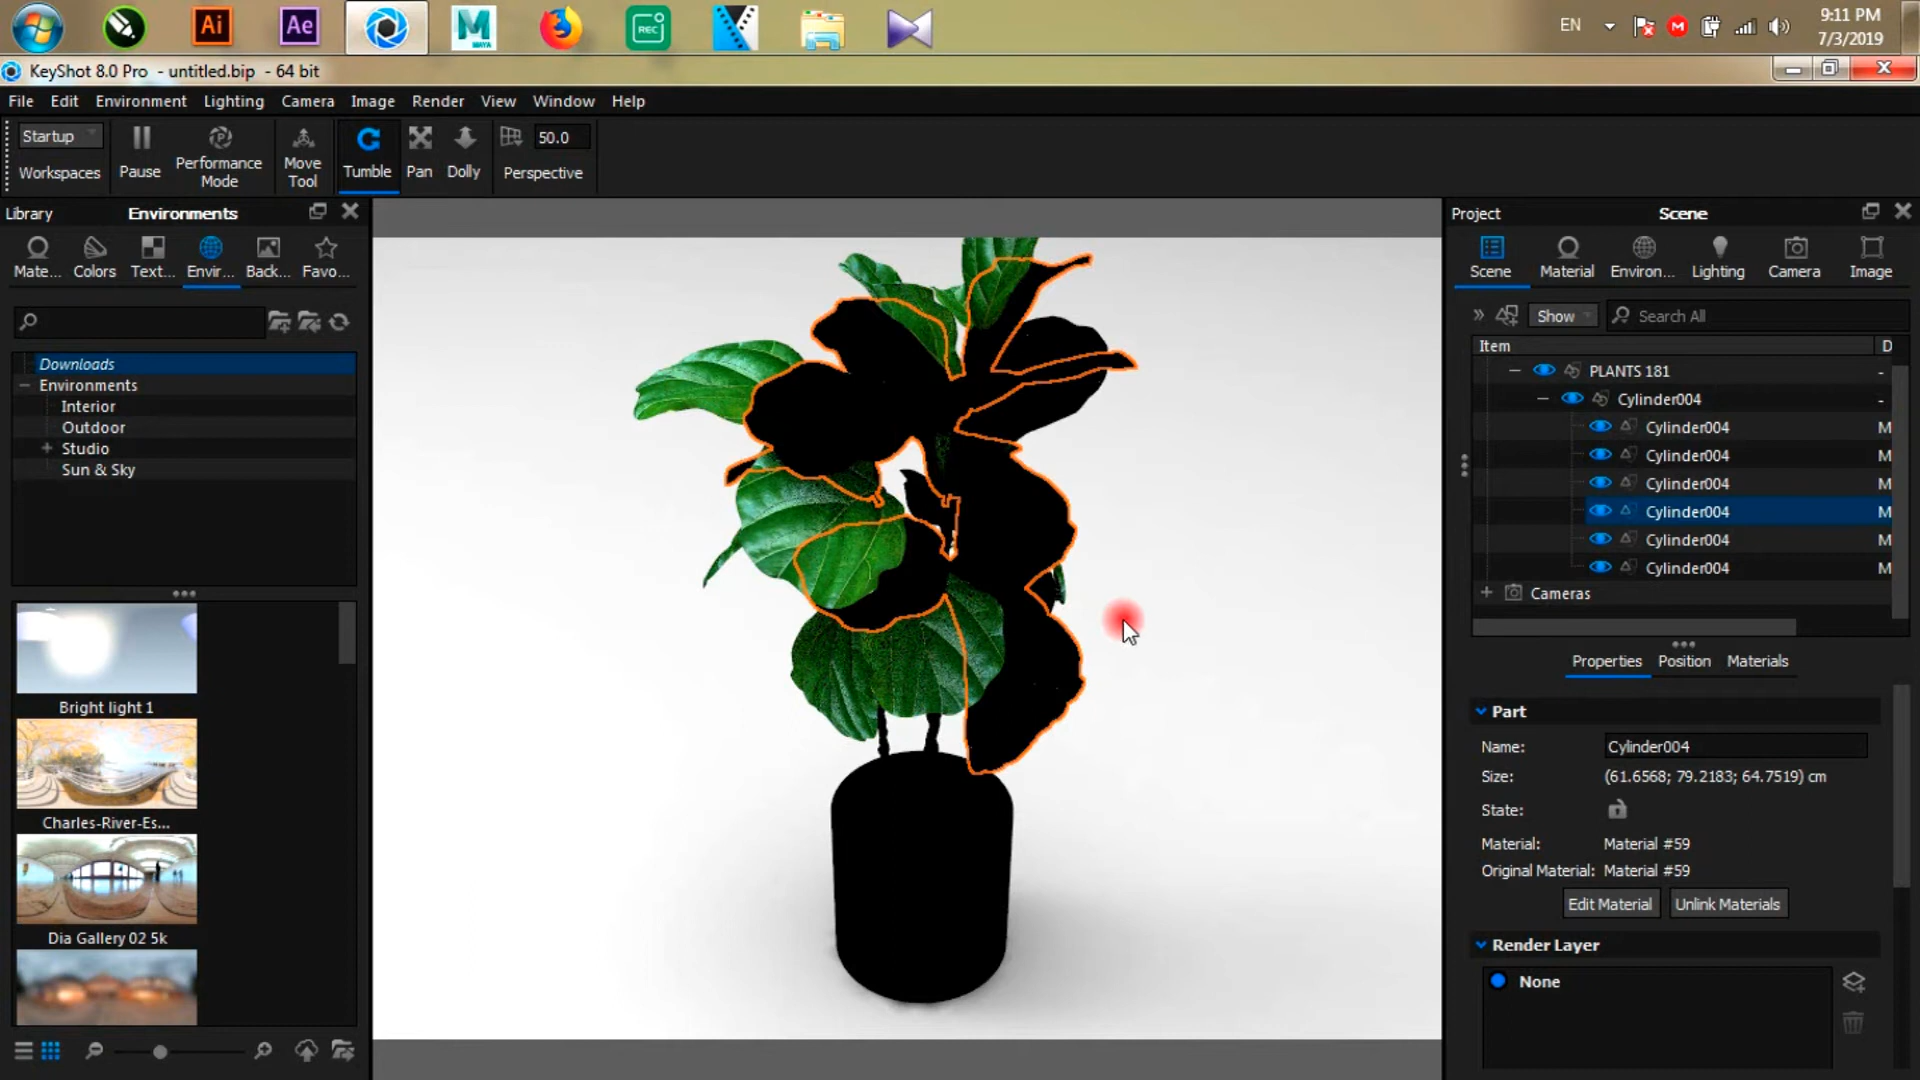 Ai
Ae
MAYA
REC
EN
M
9:11 PM
7/3/2019
KeyShot 8.0 Pro - untitled.bip - 64 bit
File Edit Environment Lighting Camera Image Render View Window Help
Startup
Workspaces
Pause
Performance
Mode
Move
Tool
Tumble
Pan
Dolly
50.0
Perspective
Library
Environments
Mate...
Colors
Text...
Envir...
Back...
Favo...
Downloads
Environments
Interior
Outdoor
Studio
Sun & Sky
Bright light 1
Charles-River-Es...
Dia Gallery 02 5k
Project
Scene
Scene
Material
Environ...
Lighting
Camera
Image
Show
Search All
Item
D
PLANTS 181 -
Cylinder004 -
Cylinder004 M
Cylinder004 M
Cylinder004 M
Cylinder004 M
Cylinder004 M
Cylinder004 M
Cameras
Properties Position Materials
Part
Name: Cylinder004
Size: (61.6568; 79.2183; 64.7519) cm
State:
Material: Material #59
Original Material: Material #59
Edit Material
Unlink Materials
Render Layer
None